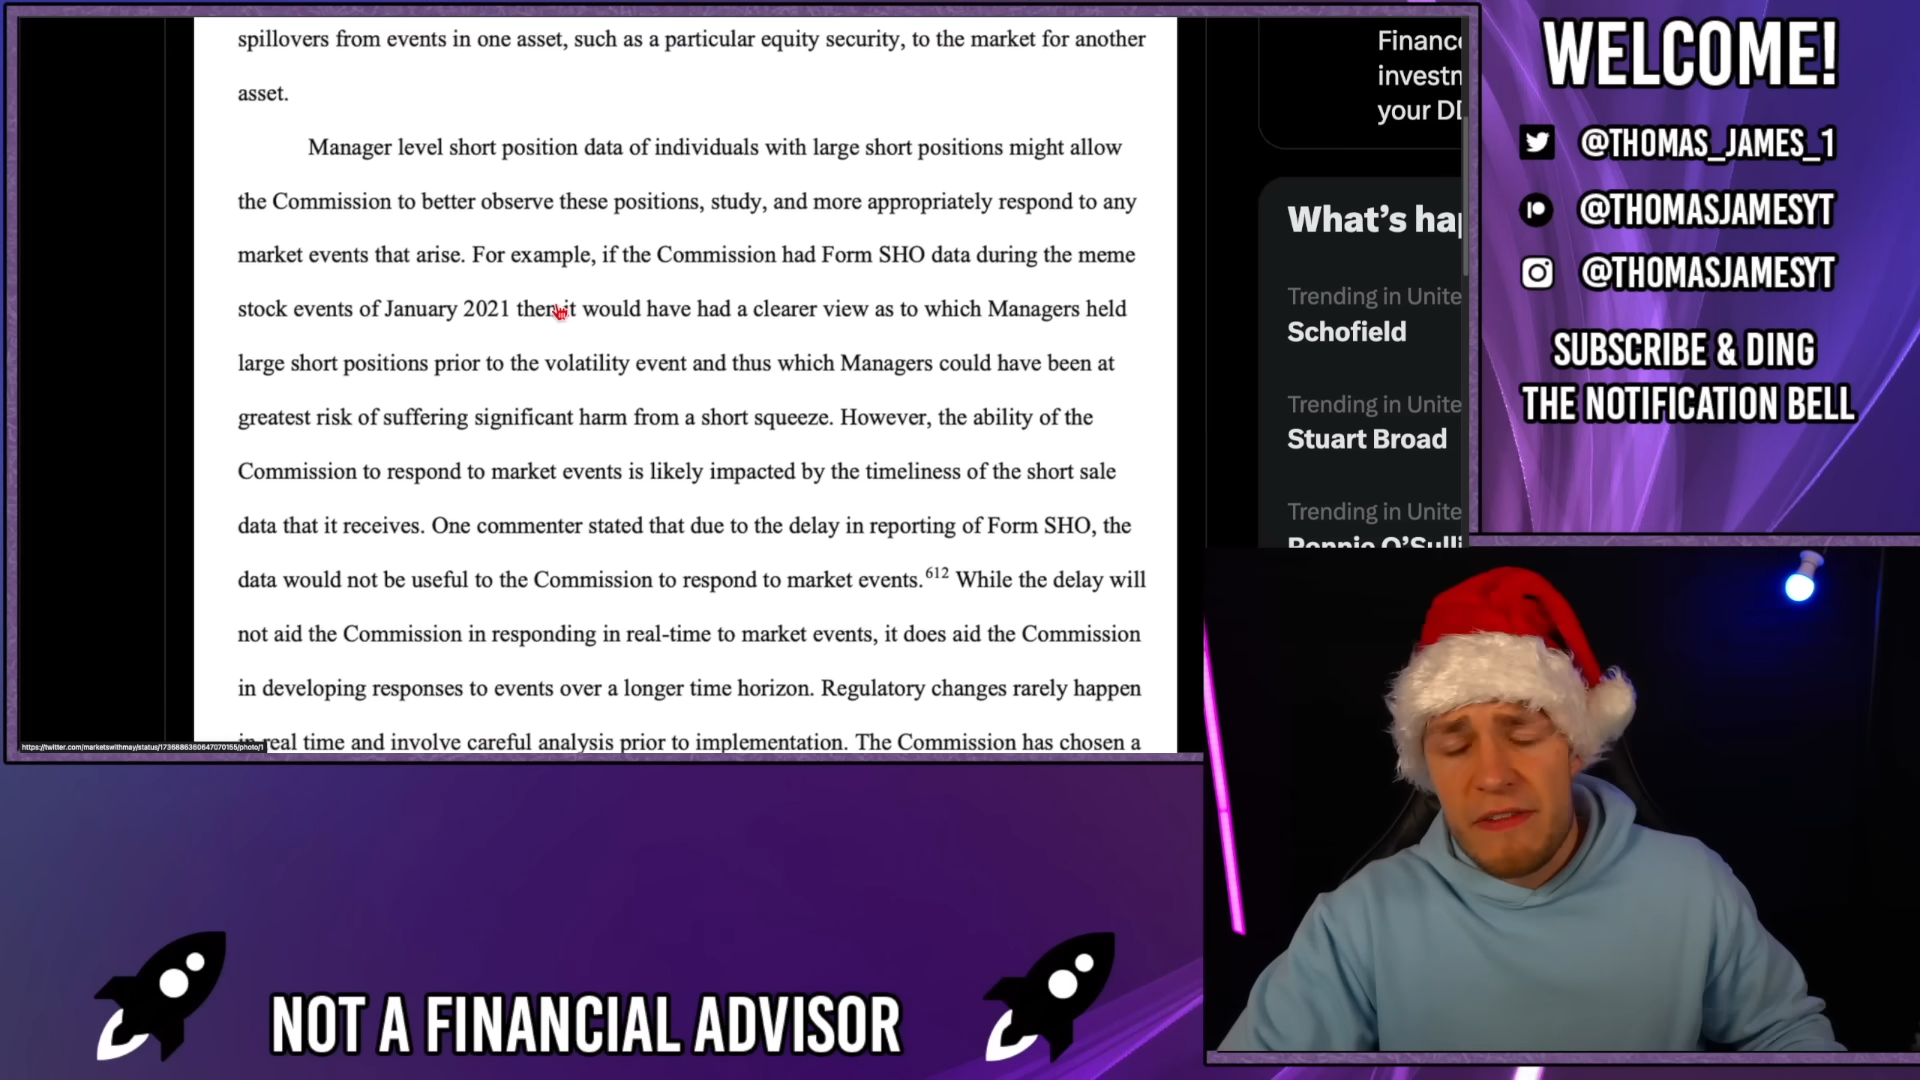 spillovers from events in one asset, such as a particular equity security, to the market for another
asset.
Manager level short position data of individuals with large short positions might allow
the Commission to better observe these positions, study, and more appropriately respond to any
market events that arise. For example, if the Commission had Form SHO data during the meme
stock events of January 2021 then it would have had a clearer view as to which Managers held
large short positions prior to the volatility event and thus which Managers could have been at
greatest risk of suffering significant harm from a short squeeze. However, the ability of the
Commission to respond to market events is likely impacted by the timeliness of the short sale
data that it receives. One commenter stated that due to the delay in reporting of Form SHO, the
data would not be useful to the Commission to respond to market events.612 While the delay will
not aid the Commission in responding in real-time to market events, it does aid the Commission
in developing responses to events over a longer time horizon. Regulatory changes rarely happen
in real time and involve careful analysis prior to implementation. The Commission has chosen a
Financ
investn
your
What's ha
Trending in Unite
Schofield
Trending in Unite
Stuart Broad
Trending in Unite
Ronnie O'Sulli
WELCOME!
@THOMAS_JAMES_1
@THOMASJAMESYT
@THOMASJAMESYT
SUBSCRIBE & DING
THE NOTIFICATION BELL
NOT A FINANCIAL ADVISOR